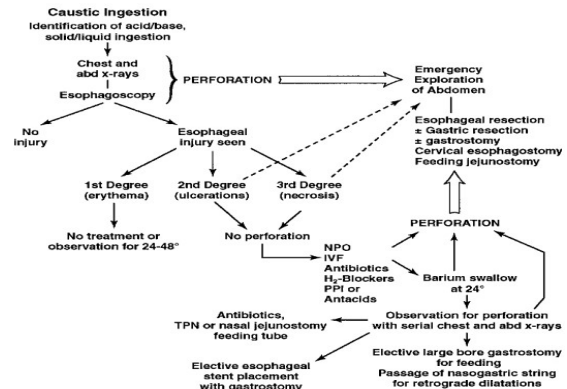 Caustic Ingestion
Identification of acid/base,
solid/liquid ingestion
Chest and
abd x-rays
Esophagoscopy
PERFORATION
Emergency
Exploration
of Abdomen
Esophageal resection
± Gastric resection
± gastrostomy
Cervical esophagostomy
Feeding jejunostomy
No
injury
Esophageal
injury seen
1st Degree
(erythema)
2nd Degree
(ulcerations)
3rd Degree
(necrosis)
No treatment or
observation for 24-48°
No perforation
NPO
IVF
Antibiotics
H₂-Blockers
PPI or
Antacids
PERFORATION
Barium swallow
at 24°
Observation for perforation
with serial chest and abd x-rays
Antibiotics,
TPN or nasal jejunostomy
feeding tube
Elective esophageal
stent placement
with gastrostomy
Elective large bore gastrostomy
for feeding
Passage of nasogastric string
for retrograde dilatations